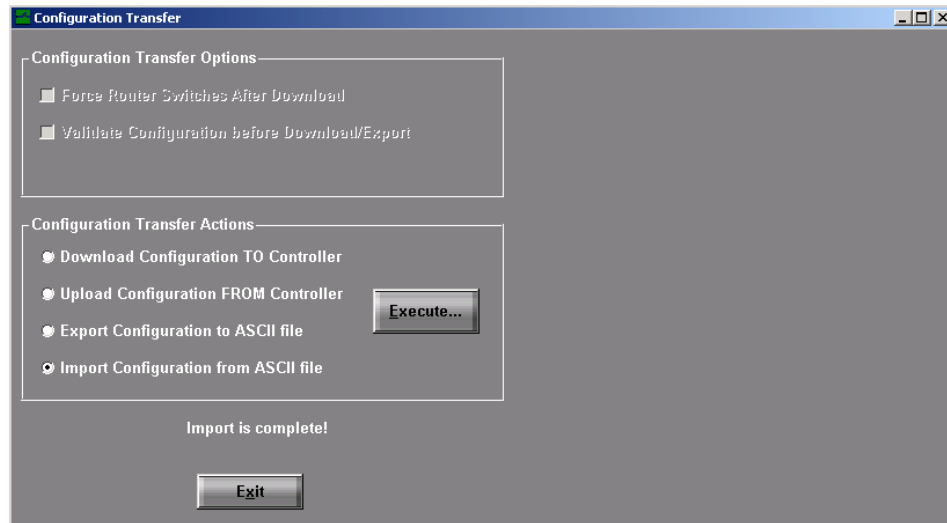 Configuration Transfer
Configuration Transfer Options
Force Router Switches After Download
Validate Configuration before Download/Export
Configuration Transfer Actions
Download Configuration TO Controller
Upload Configuration FROM Controller
Execute...
Export Configuration to ASCII file
Import Configuration from ASCII file
Import is complete!
Exit